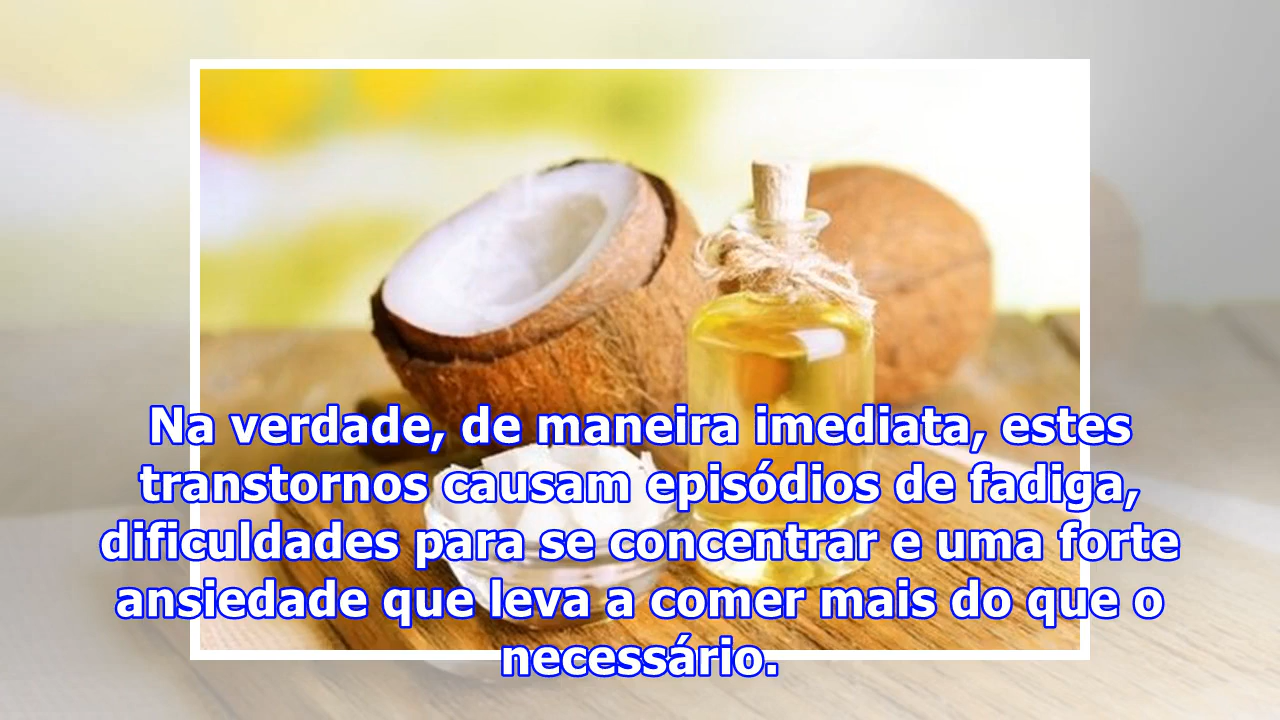 Na verdade, de maneira imediata, estes
transtornos causam episódios de fadiga,
dificuldades para se concentrar e uma forte
ansiedade que leva a comer mais do que o
necessário.